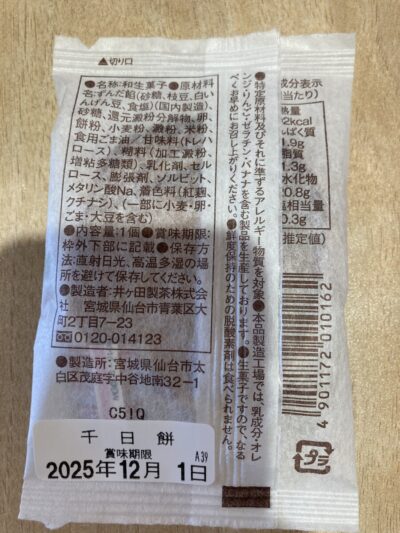 ▲切り口
●名称:和生菓子●原材料
名:ずんだ餡(砂糖、枝豆、白い
んげん豆、食塩)(国内製造)、
砂糖、還元澱粉分解物、卵、
餅粉、小麦粉、澱粉、米粉、
食用ごま油/甘味料(トレハ
ロース)、糊料(加工澱粉、
増粘多糖類)、乳化剤、セル
ロース、膨張剤、ソルビット、
メタリン酸Na、着色料(紅麹、
クチナシ)、(一部に小麦・卵・
ごま・大豆を含む)
●内容量:1個●賞味期限:
枠外下部に記載●保存方
法:直射日光、高温多湿の場
所を避けて保存してください。
●製造者:井ヶ田製茶株式会
社 宮城県仙台市青葉区大
町2丁目7-23
0120-014123
●製造所:宮城県仙台市太
白区茂庭字中谷地南32-1
C51Q
千日餅
賞味期限 A39
2025年12月 1日
●特定原材料及びそれに準ずるアレルギー物質を対象●本品製造工場では、乳成分・オレ
ンジ・りんご・ゼラチン・バナナを含む製品を生産しております。●生菓子ですので、なる
べくお早めにお召し上がりください。●鮮度保持のための脱酸素剤は食べられません。
成分表示
当たり)
熱量
2kcal
ぱく質
1.9g
脂質
1.3g
水化物
0.8g
塩相当量
0.3g
推定値)
4901172010162
プラ